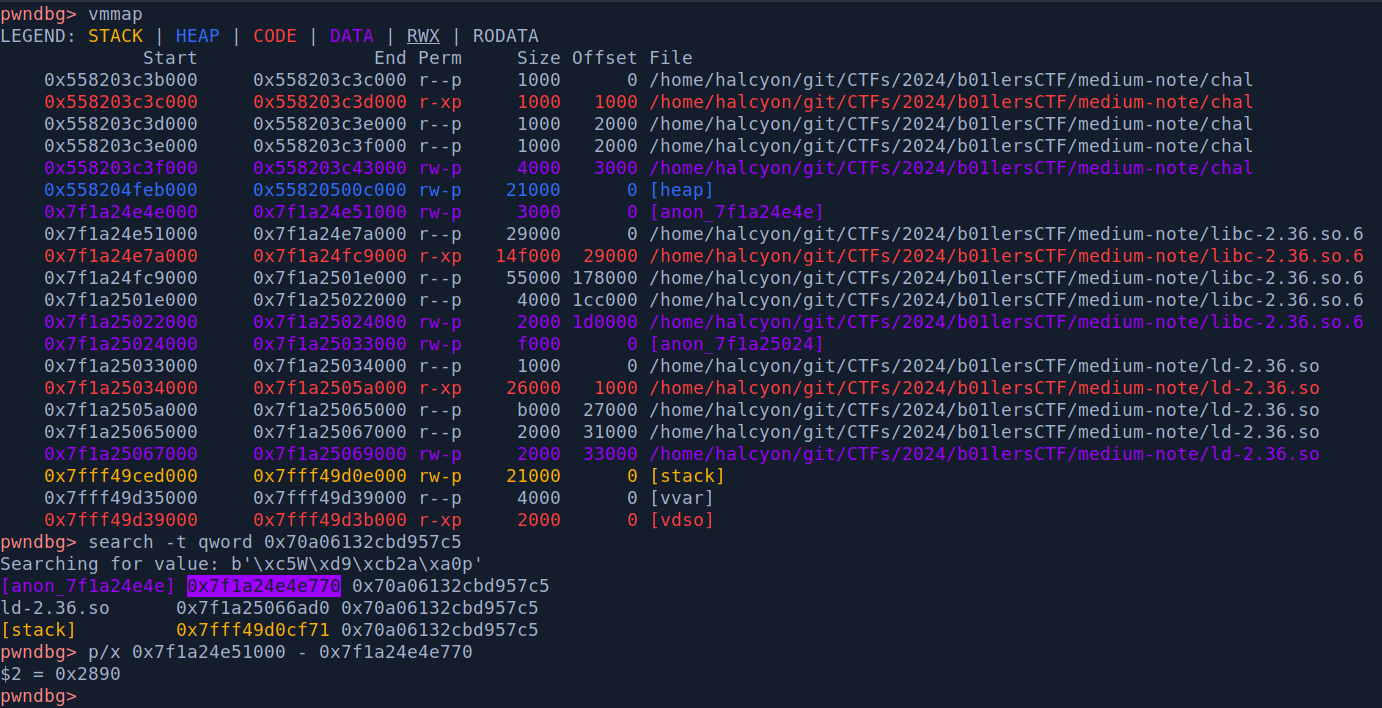 pwndbg> vmmap
LEGEND: STACK | HEAP | CODE | DATA | RWX | RODATA
Start End Perm Size Offset File
0x558203c3b000 0x558203c3c000 r--p 1000 0 /home/halcyon/git/CTFs/2024/b01lersCTF/medium-note/chal
0x558203c3c000 0x558203c3d000 r-xp 1000 1000 /home/halcyon/git/CTFs/2024/b01lersCTF/medium-note/chal
0x558203c3d000 0x558203c3e000 r--p 1000 2000 /home/halcyon/git/CTFs/2024/b01lersCTF/medium-note/chal
0x558203c3e000 0x558203c3f000 r--p 1000 2000 /home/halcyon/git/CTFs/2024/b01lersCTF/medium-note/chal
0x558203c3f000 0x558203c43000 rw-p 4000 3000 /home/halcyon/git/CTFs/2024/b01lersCTF/medium-note/chal
0x558204feb000 0x55820500c000 rw-p 21000 0 [heap]
0x7f1a24e4e000 0x7f1a24e51000 rw-p 3000 0 [anon_7f1a24e4e]
0x7f1a24e51000 0x7f1a24e7a000 r--p 29000 0 /home/halcyon/git/CTFs/2024/b01lersCTF/medium-note/libc-2.36.so.6
0x7f1a24e7a000 0x7f1a24fc9000 r-xp 14f000 29000 /home/halcyon/git/CTFs/2024/b01lersCTF/medium-note/libc-2.36.so.6
0x7f1a24fc9000 0x7f1a2501e000 r--p 55000 178000 /home/halcyon/git/CTFs/2024/b01lersCTF/medium-note/libc-2.36.so.6
0x7f1a2501e000 0x7f1a25022000 r--p 4000 1cc000 /home/halcyon/git/CTFs/2024/b01lersCTF/medium-note/libc-2.36.so.6
0x7f1a25022000 0x7f1a25024000 rw-p 2000 1d0000 /home/halcyon/git/CTFs/2024/b01lersCTF/medium-note/libc-2.36.so.6
0x7f1a25024000 0x7f1a25033000 rw-p f000 0 [anon_7f1a25024]
0x7f1a25033000 0x7f1a25034000 r--p 1000 0 /home/halcyon/git/CTFs/2024/b01lersCTF/medium-note/ld-2.36.so
0x7f1a25034000 0x7f1a2505a000 r-xp 26000 1000 /home/halcyon/git/CTFs/2024/b01lersCTF/medium-note/ld-2.36.so
0x7f1a2505a000 0x7f1a25065000 r--p b000 27000 /home/halcyon/git/CTFs/2024/b01lersCTF/medium-note/ld-2.36.so
0x7f1a25065000 0x7f1a25067000 r--p 2000 31000 /home/halcyon/git/CTFs/2024/b01lersCTF/medium-note/ld-2.36.so
0x7f1a25067000 0x7f1a25069000 rw-p 2000 33000 /home/halcyon/git/CTFs/2024/b01lersCTF/medium-note/ld-2.36.so
0x7fff49ced000 0x7fff49d0e000 rw-p 21000 0 [stack]
0x7fff49d35000 0x7fff49d39000 r--p 4000 0 [vvar]
0x7fff49d39000 0x7fff49d3b000 r-xp 2000 0 [vdso]
pwndbg> search -t qword 0x70a06132cbd957c5
Searching for value: b'\xc5W\xd9\xcb2a\xa0p'
[anon_7f1a24e4e] 0x7f1a24e4e770 0x70a06132cbd957c5
ld-2.36.so 0x7f1a25066ad0 0x70a06132cbd957c5
[stack] 0x7fff49d0cf71 0x70a06132cbd957c5
pwndbg> p/x 0x7f1a24e51000 - 0x7f1a24e4e770
$2 = 0x2890
pwndbg>